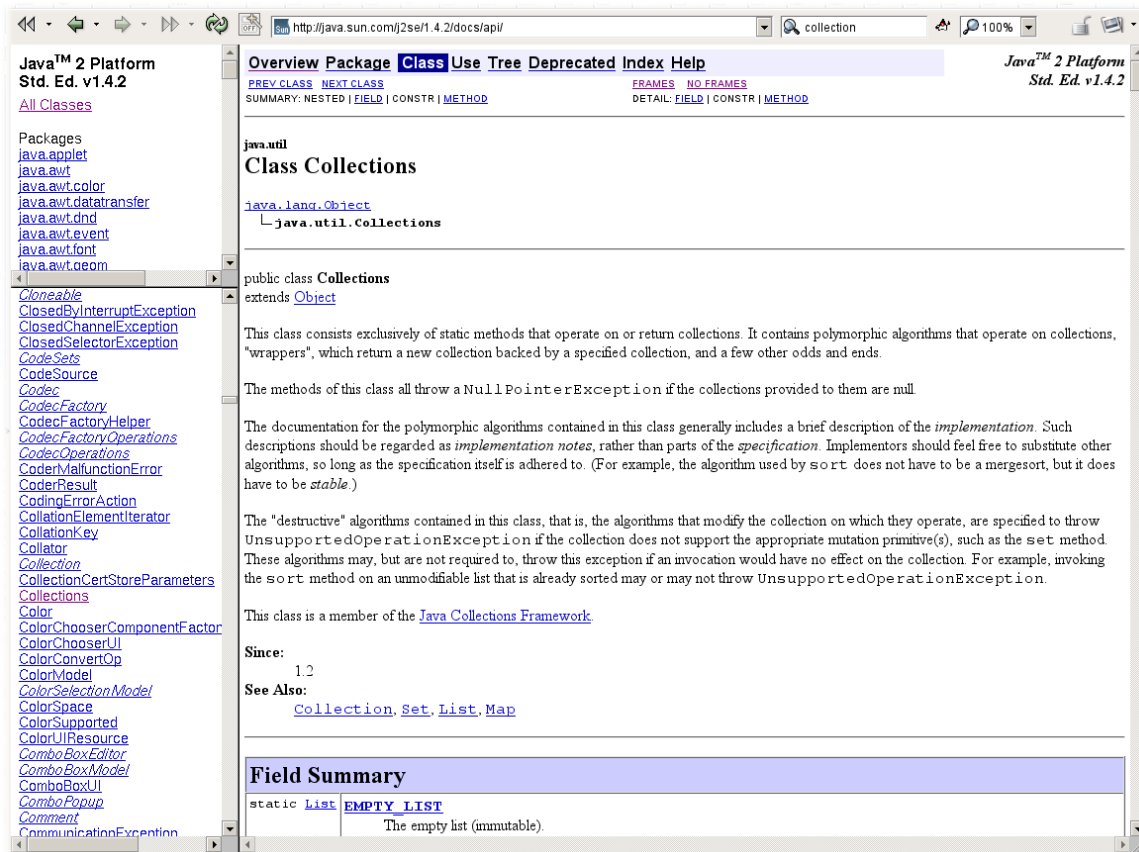 http://java.sun.com/j2se/1.4.2/docs/api/
collection
100%
OFF
Sun
Java™ 2 Platform
Std. Ed. v1.4.2
All Classes
Packages
java.applet
java.awt
java.awt.color
java.awt.datatransfer
java.awt.dnd
java.awt.event
java.awt.font
java.awt.geom
Cloneable
ClosedByInterruptException
ClosedChannelException
ClosedSelectorException
CodeSets
CodeSource
Codec
CodecFactory
CodecFactoryHelper
CodecFactoryOperations
CodecOperations
CoderMalfunctionError
CoderResult
CodingErrorAction
CollationElementIterator
CollationKey
Collator
Collection
CollectionCertStoreParameters
Collections
Color
ColorChooserComponentFactor
ColorChooserUI
ColorConvertOp
ColorModel
ColorSelectionModel
ColorSpace
ColorSupported
ColorUIResource
ComboBoxEditor
ComboBoxModel
ComboBoxUI
ComboPopup
Comment
CommunicationException
Overview Package Class Use Tree Deprecated Index Help
Java™ 2 Platform
Std. Ed. v1.4.2
PREV CLASS NEXT CLASS
FRAMES NO FRAMES
SUMMARY: NESTED | FIELD | CONSTR | METHOD
DETAIL: FIELD | CONSTR | METHOD
java.util
Class Collections
java.lang.Object
java.util.Collections
public class Collections
extends Object
This class consists exclusively of static methods that operate on or return collections. It contains polymorphic algorithms that operate on collections,
"wrappers", which return a new collection backed by a specified collection, and a few other odds and ends.
The methods of this class all throw a NullPointerException if the collections provided to them are null.
The documentation for the polymorphic algorithms contained in this class generally includes a brief description of the implementation. Such
descriptions should be regarded as implementation notes, rather than parts of the specification. Implementors should feel free to substitute other
algorithms, so long as the specification itself is adhered to. (For example, the algorithm used by sort does not have to be a mergesort, but it does
have to be stable.)
The "destructive" algorithms contained in this class, that is, the algorithms that modify the collection on which they operate, are specified to throw
UnsupportedOperationException if the collection does not support the appropriate mutation primitive(s), such as the set method.
These algorithms may, but are not required to, throw this exception if an invocation would have no effect on the collection. For example, invoking
the sort method on an unmodifiable list that is already sorted may or may not throw UnsupportedOperationException.
This class is a member of the Java Collections Framework.
Since:
1.2
See Also:
Collection, Set, List, Map
Field Summary
static List EMPTY_LIST
The empty list (immutable).